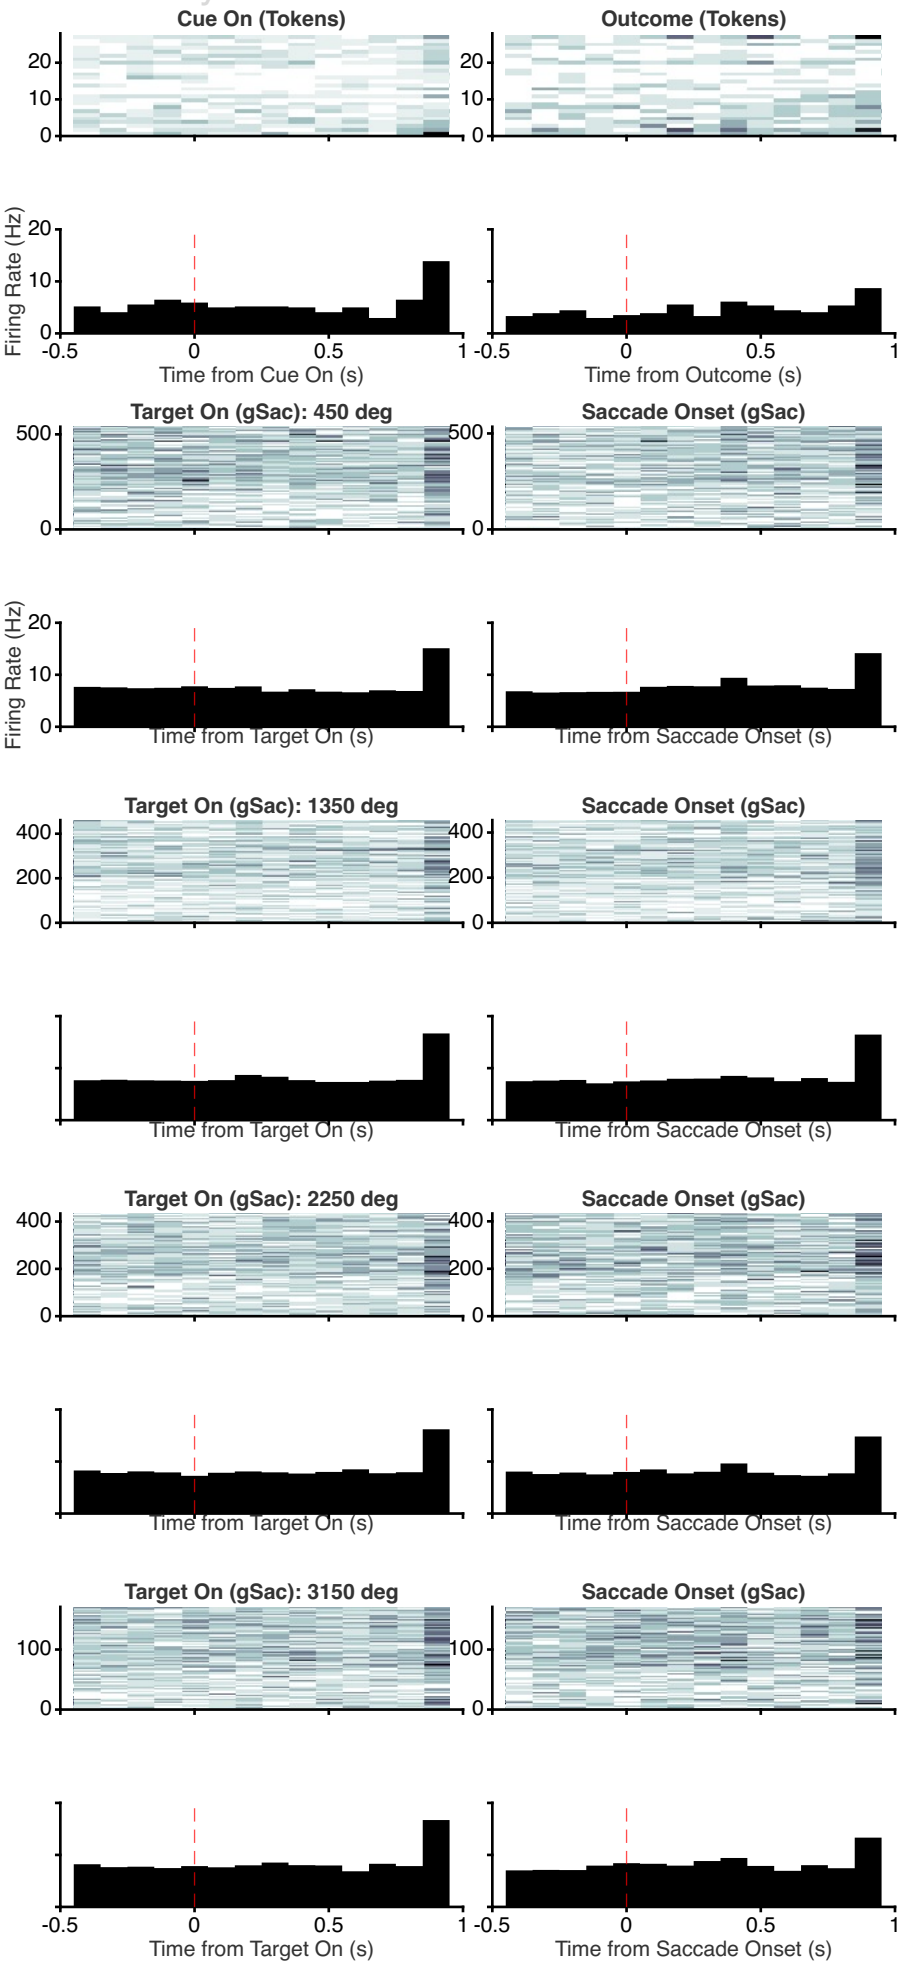 Cue On (Tokens)
Outcome (Tokens)
20
10
0
20
10
0
Firing Rate (Hz)
20
10
0
-0.5
0
0.5
1
-0.5
0
0.5
1
Time from Cue On (s)
Time from Outcome (s)
Target On (gSac): 450 deg
Saccade Onset (gSac)
500
0
500
0
Firing Rate (Hz)
20
10
0
Time from Target On (s)
Time from Saccade Onset (s)
Target On (gSac): 1350 deg
Saccade Onset (gSac)
400
200
0
400
200
0
Time from Target On (s)
Time from Saccade Onset (s)
Target On (gSac): 2250 deg
Saccade Onset (gSac)
400
200
0
400
200
0
Time from Target On (s)
Time from Saccade Onset (s)
Target On (gSac): 3150 deg
Saccade Onset (gSac)
100
0
100
0
-0.5
0
0.5
1
-0.5
0
0.5
1
Time from Target On (s)
Time from Saccade Onset (s)